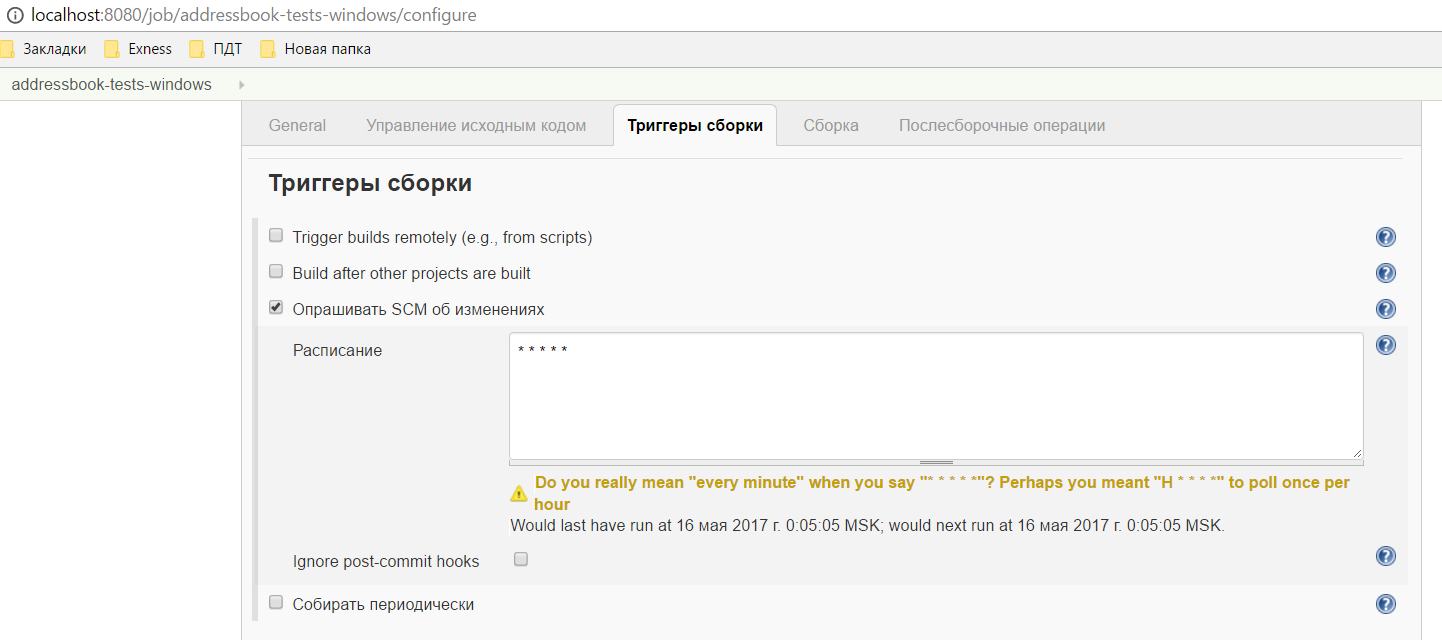 localhost:8080/job/addressbook-tests-windows/configure
Закладки Exness ПДТ Новая папка
addressbook-tests-windows
General Управление исходным кодом Триггеры сборки Сборка Послесборочные операции
Триггеры сборки
Trigger builds remotely (e.g., from scripts)
Build after other projects are built
Опрашивать SCM об изменениях
Расписание
* * * * *
Do you really mean "every minute" when you say "* * * * *"? Perhaps you meant "H * * * *" to poll once per
hour
Would last have run at 16 мая 2017 г. 0:05:05 MSK; would next run at 16 мая 2017 г. 0:05:05 MSK.
Ignore post-commit hooks
Собирать периодически